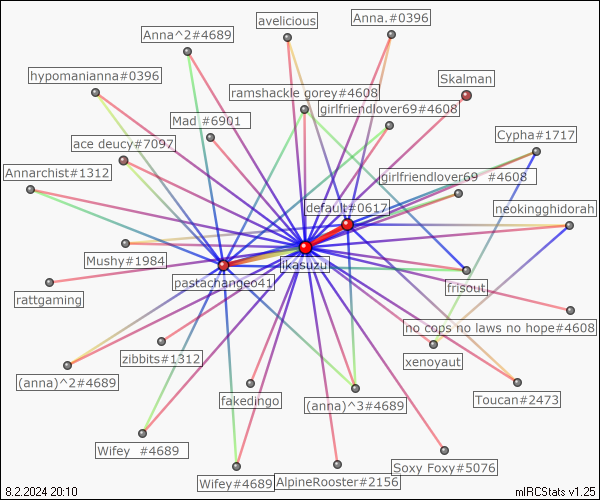 avelicious
Anna.#0396
Anna^2#4689
hypomanianna#0396
Skalman
ramshackle gorey#4608
girlfriendlover69#4608
Mad  #6901
Cypha#1717
ace deucy#7097
Annarchist#1312
girlfriendlover69  #4608
default#0617
neokingghidorah
Mushy#1984
likasuzu
pastachangeo41
frisout
rattgaming
no cops no laws no hope#4608
zibbits#1312
xenoyaut
(anna)^2#4689
fakedingo
(anna)^3#4689
Toucan#2473
Wifey  #4689
Soxy Foxy#5076
Wifey#4689
AlpineRooster#2156
8.2.2024 20:10
mIRCStats v1.25